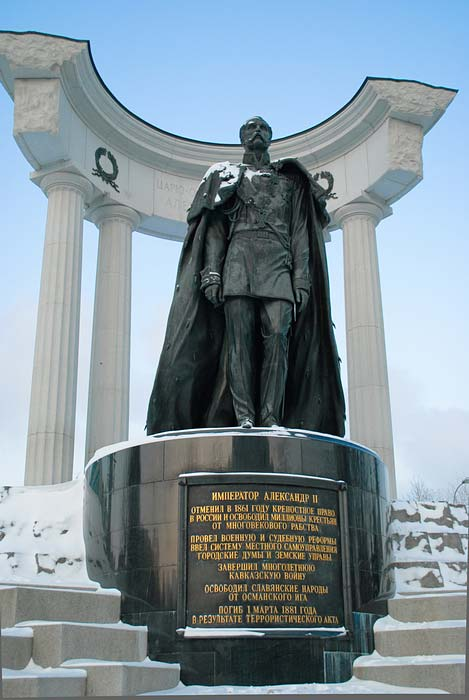 ЦАРЮ-О
АЛЕ
ИМПЕРАТОР АЛЕКСАНДР II
ОТМЕНИЛ В 1861 ГОДУ КРЕПОСТНОЕ ПРАВО
В РОССИИ И ОСВОБОДИЛ МИЛЛИОНЫ КРЕСТЬЯН
ОТ МНОГОВЕКОВОГО РАБСТВА.
ПРОВЕЛ ВОЕННУЮ И СУДЕБНУЮ РЕФОРМЫ
ВВЕЛ СИСТЕМУ МЕСТНОГО САМОУПРАВЛЕНИЯ
ГОРОДСКИЕ ДУМЫ И ЗЕМСКИЕ УПРАВЫ.
ЗАВЕРШИЛ МНОГОЛЕТНЮЮ
КАВКАЗСКУЮ ВОЙНУ
ОСВОБОДИЛ СЛАВЯНСКИЕ НАРОДЫ
ОТ ОСМАНСКОГО ИГА
ПОГИБ 1 МАРТА 1881 ГОДА
В РЕЗУЛЬТАТЕ ТЕРРОРИСТИЧЕСКОГО АКТА